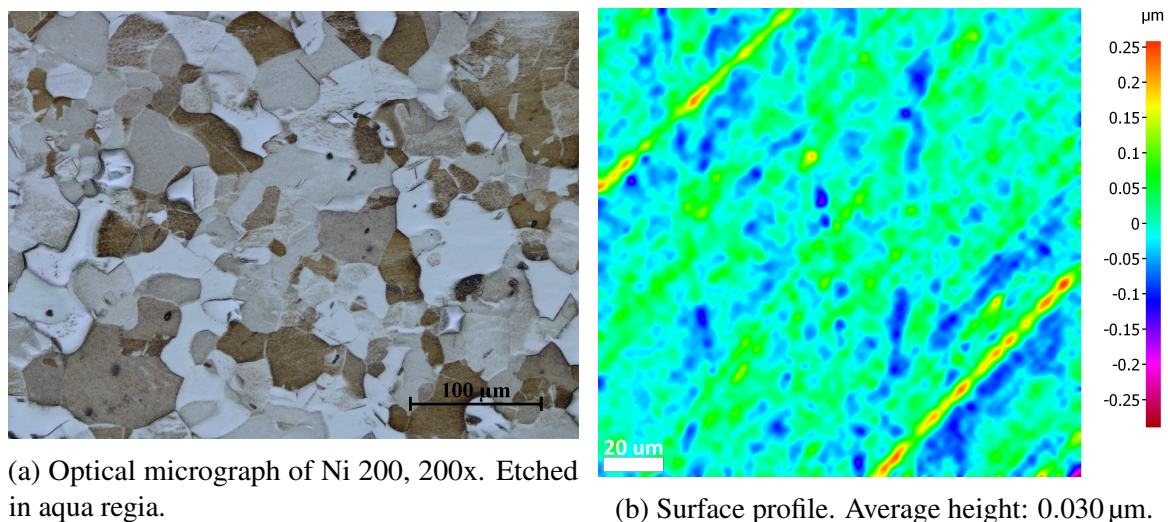 µm
0.25
0.2
0.15
0.1
0.05
0
-0.05
-0.1
-0.15
-0.2
-0.25
100 µm
20 um
(a) Optical micrograph of Ni 200, 200x. Etched
in aqua regia.
(b) Surface profile. Average height: 0.030 µm.